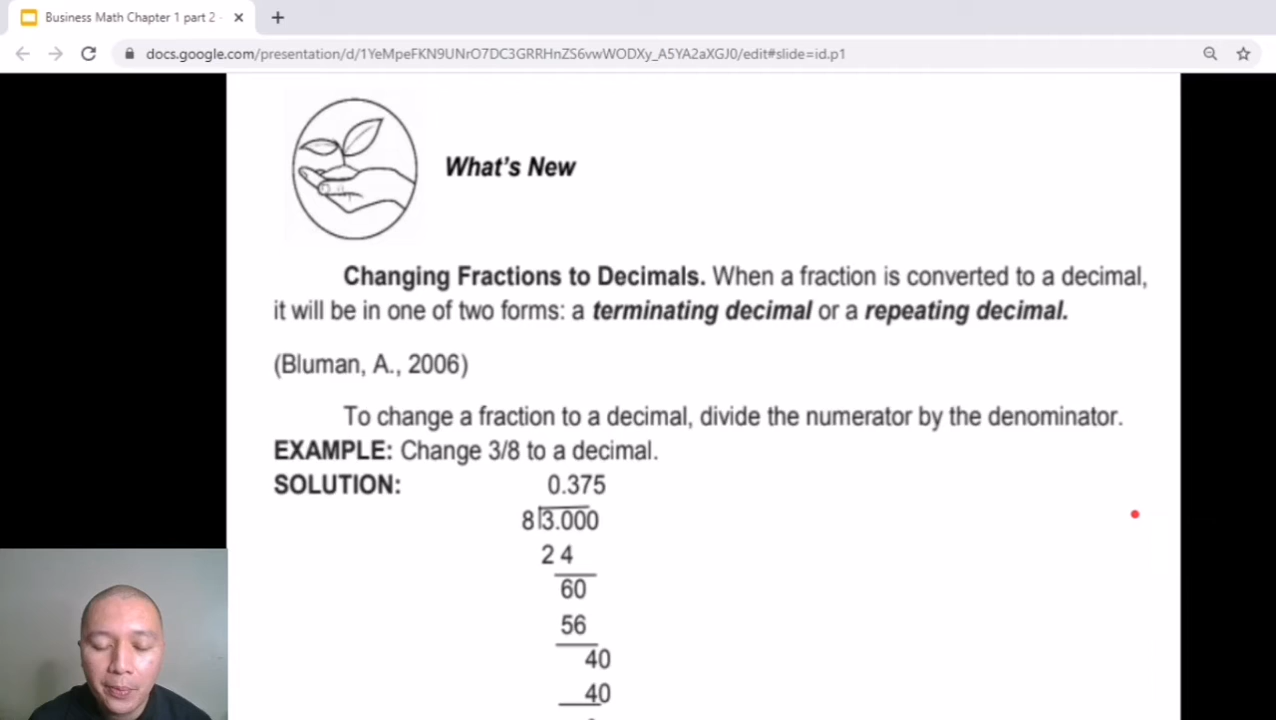 Business Math Chapter 1 part 2 -
docs.google.com/presentation/d/1YeMpeFKN9UNrO7DC3GRRHnZS6vwWODXy_A5YA2aXGJ0/edit#slide=id.p1
What's New
Changing Fractions to Decimals. When a fraction is converted to a decimal,
it will be in one of two forms: a terminating decimal or a repeating decimal.
(Bluman, A., 2006)
To change a fraction to a decimal, divide the numerator by the denominator.
EXAMPLE: Change 3/8 to a decimal.
SOLUTION: 0.375
8 3.000
2 4
60
56
40
40